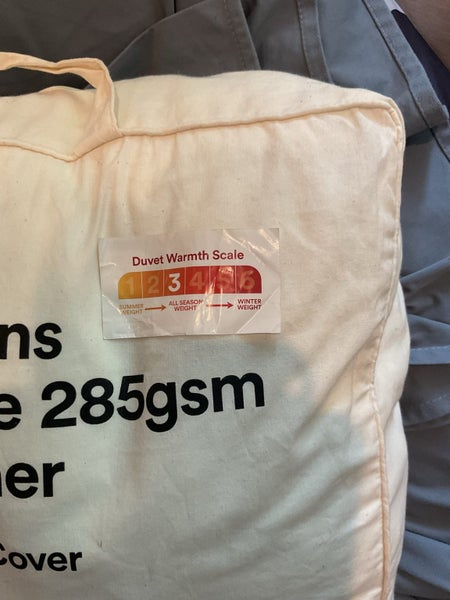 Duvet Warmth Scale
1 2 3 4 5 6
SUMMER WEIGHT → ALL SEASON WEIGHT → WINTER WEIGHT
ns
e 285gsm
er
Cover